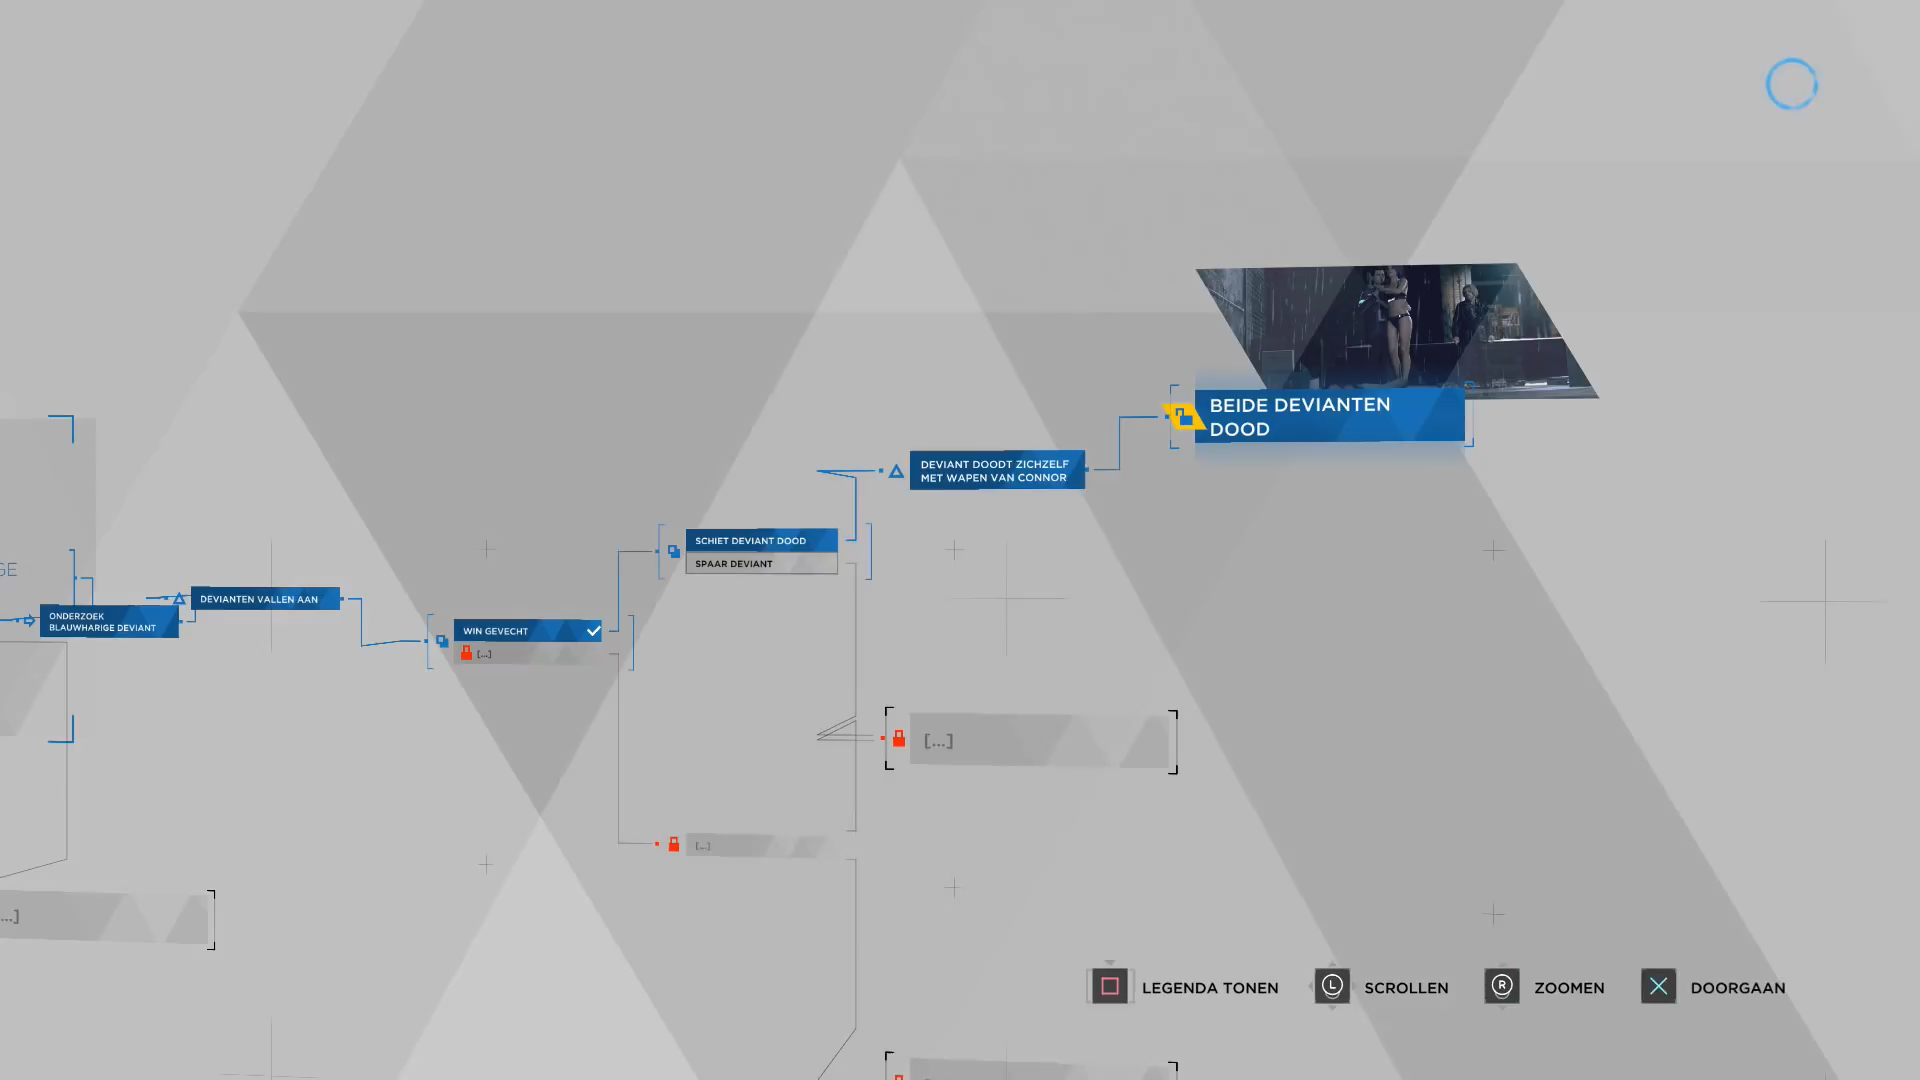 BEIDE DEVIANTEN
DOOD
DEVIANT DOODT ZICHZELF
MET WAPEN VAN CONNOR
SCHIET DEVIANT DOOD
SPAAR DEVIANT
GE
DEVIANTEN VALLEN AAN
ONDERZOEK
BLAUWHARIGE DEVIANT
WIN GEVECHT
[...]
[...]
[...]
...]
LEGENDA TONEN
L
SCROLLEN
R
ZOOMEN
DOORGAAN